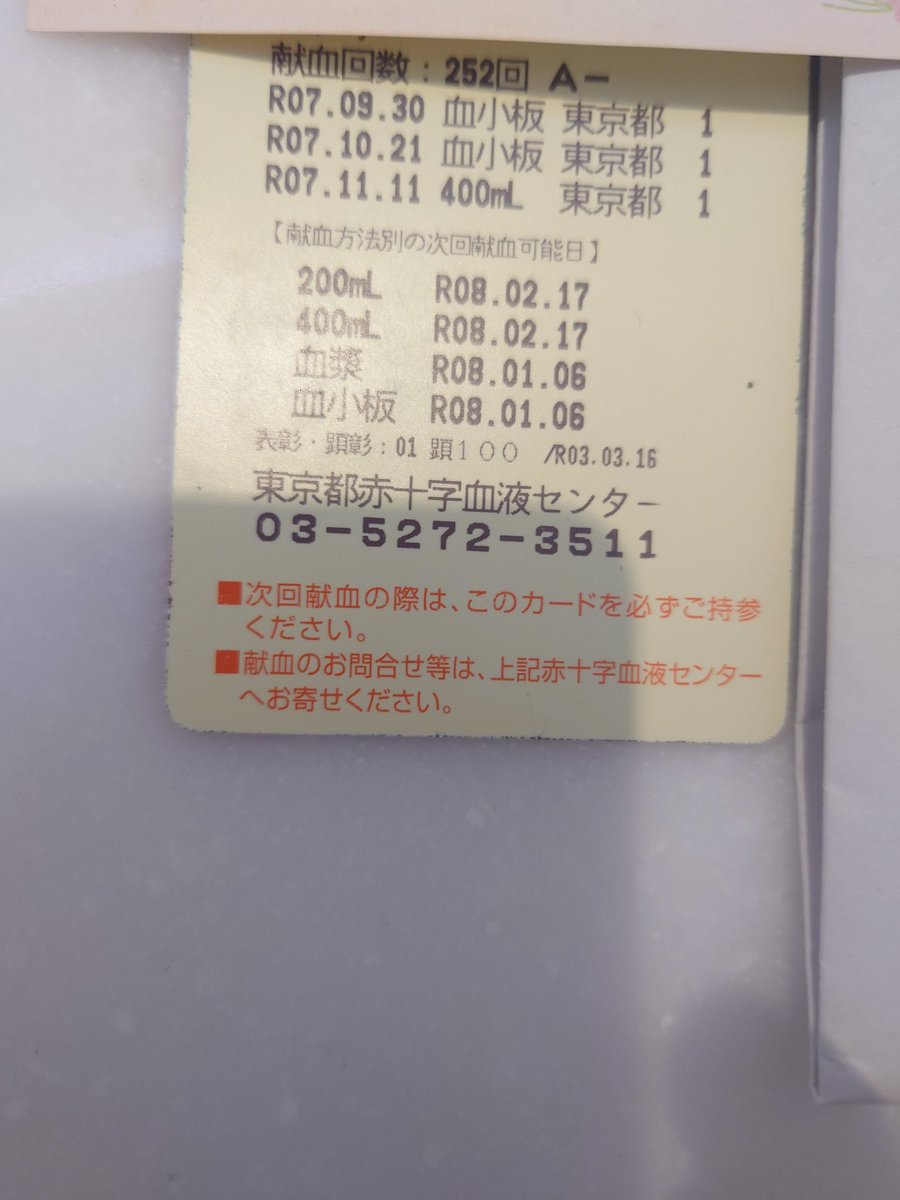 献血回数：252回 A－
R07.09.30 血小板 東京都 1
R07.10.21 血小板 東京都 1
R07.11.11 400mL 東京都 1
【献血方法別の次回献血可能日】
200mL R08.02.17
400mL R08.02.17
血漿 R08.01.06
血小板 R08.01.06
表彰・顕彰：01 顕１００ /R03.03.16
東京都赤十字血液センター
03-5272-3511
■次回献血の際は、このカードを必ずご持参
ください。
■献血のお問合せ等は、上記赤十字血液センター
へお寄せください。